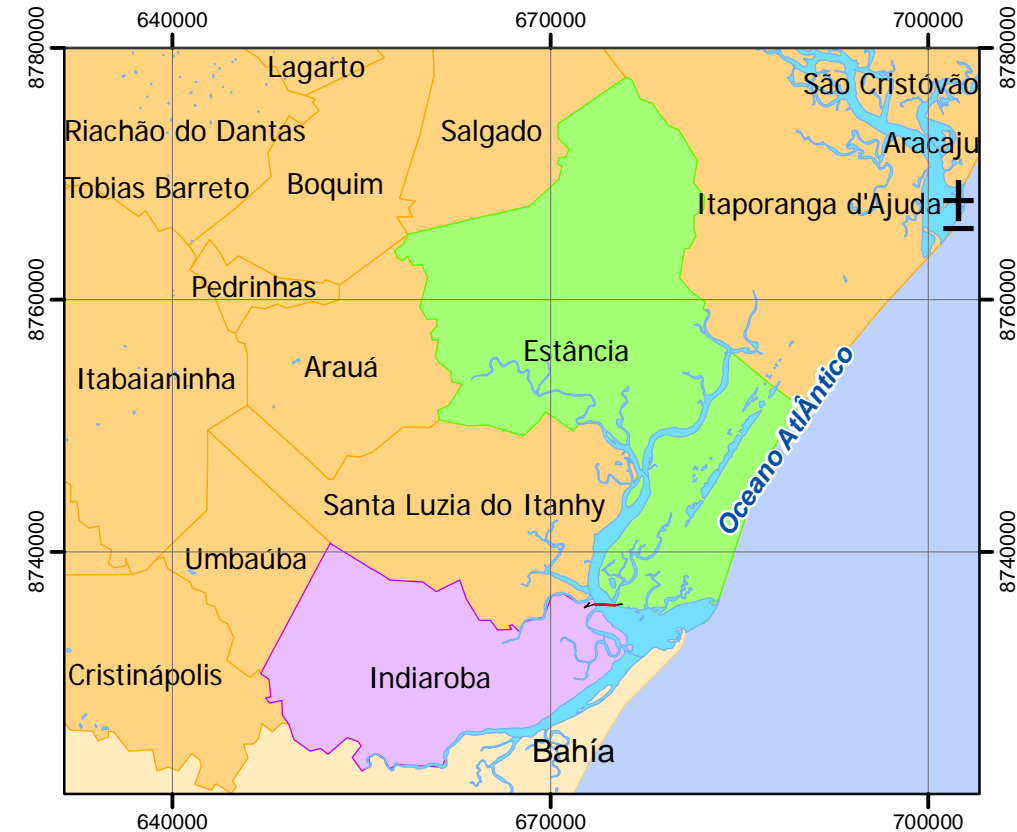 640000 670000 700000
8780000 8780000
Lagarto
São Cristóvão
Riachão do Dantas Salgado
Aracaju
Tobias Barreto Boquim
Itaporanga d'Ajuda
Pedrinhas
8760000 8760000
Estância
Arauá
Itabaianinha
Oceano AtlÂntico
Santa Luzia do Itanhy
8740000 8740000
Umbaúba
Cristinápolis Indiaroba
Bahía
640000 670000 700000